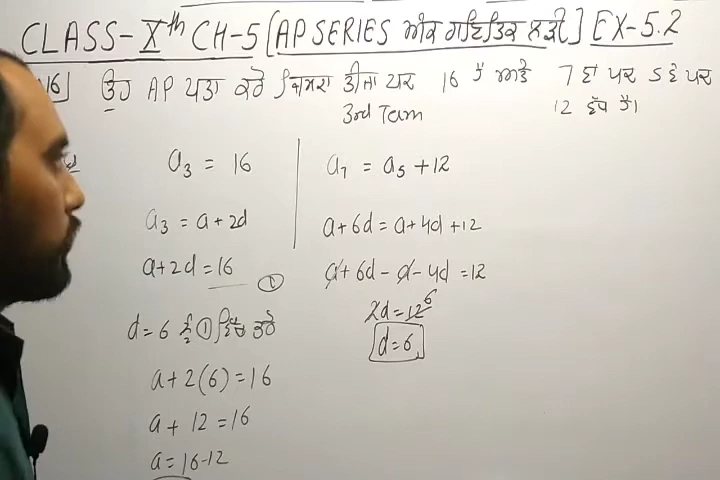 CLASS-Xth CH-5 [AP SERIES ਅੰਕ ਗਣਿਤਿਕ ਲੜੀ] EX-5.2
16] ਉਹ AP ਪਤਾ ਕਰੋ ਜਿਸਦਾ ਤੀਜਾ ਪਦ 16 ਹੈ ਅਤੇ 7 ਵਾਂ ਪਦ 5 ਵੇਂ ਪਦ
3rd Term
12 ਵੱਧ ਹੈ।
a₃ = 16
a₃ = a+2d
a+2d = 16 ①
d = 6 ਨੂੰ ① ਵਿੱਚ
a + 2(6) = 16
a + 12 = 16
a = 16-12
a₇ = a₅ + 12
a+6d = a+4d+12
a+6d - a - 4d = 12
2d = 12 6
d = 6